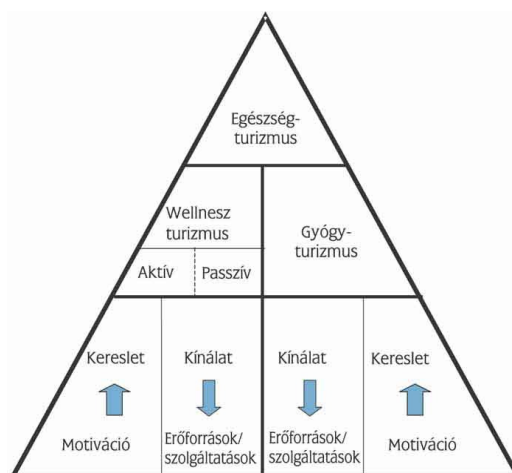 Egészség-
turizmus
Wellnesz
turizmus
Gyógy-
turizmus
Aktív
Passzív
Kereslet
Kínálat
Kínálat
Kereslet
Motiváció
Erőforrások/
szolgáltatások
Erőforrások/
szolgáltatások
Motiváció